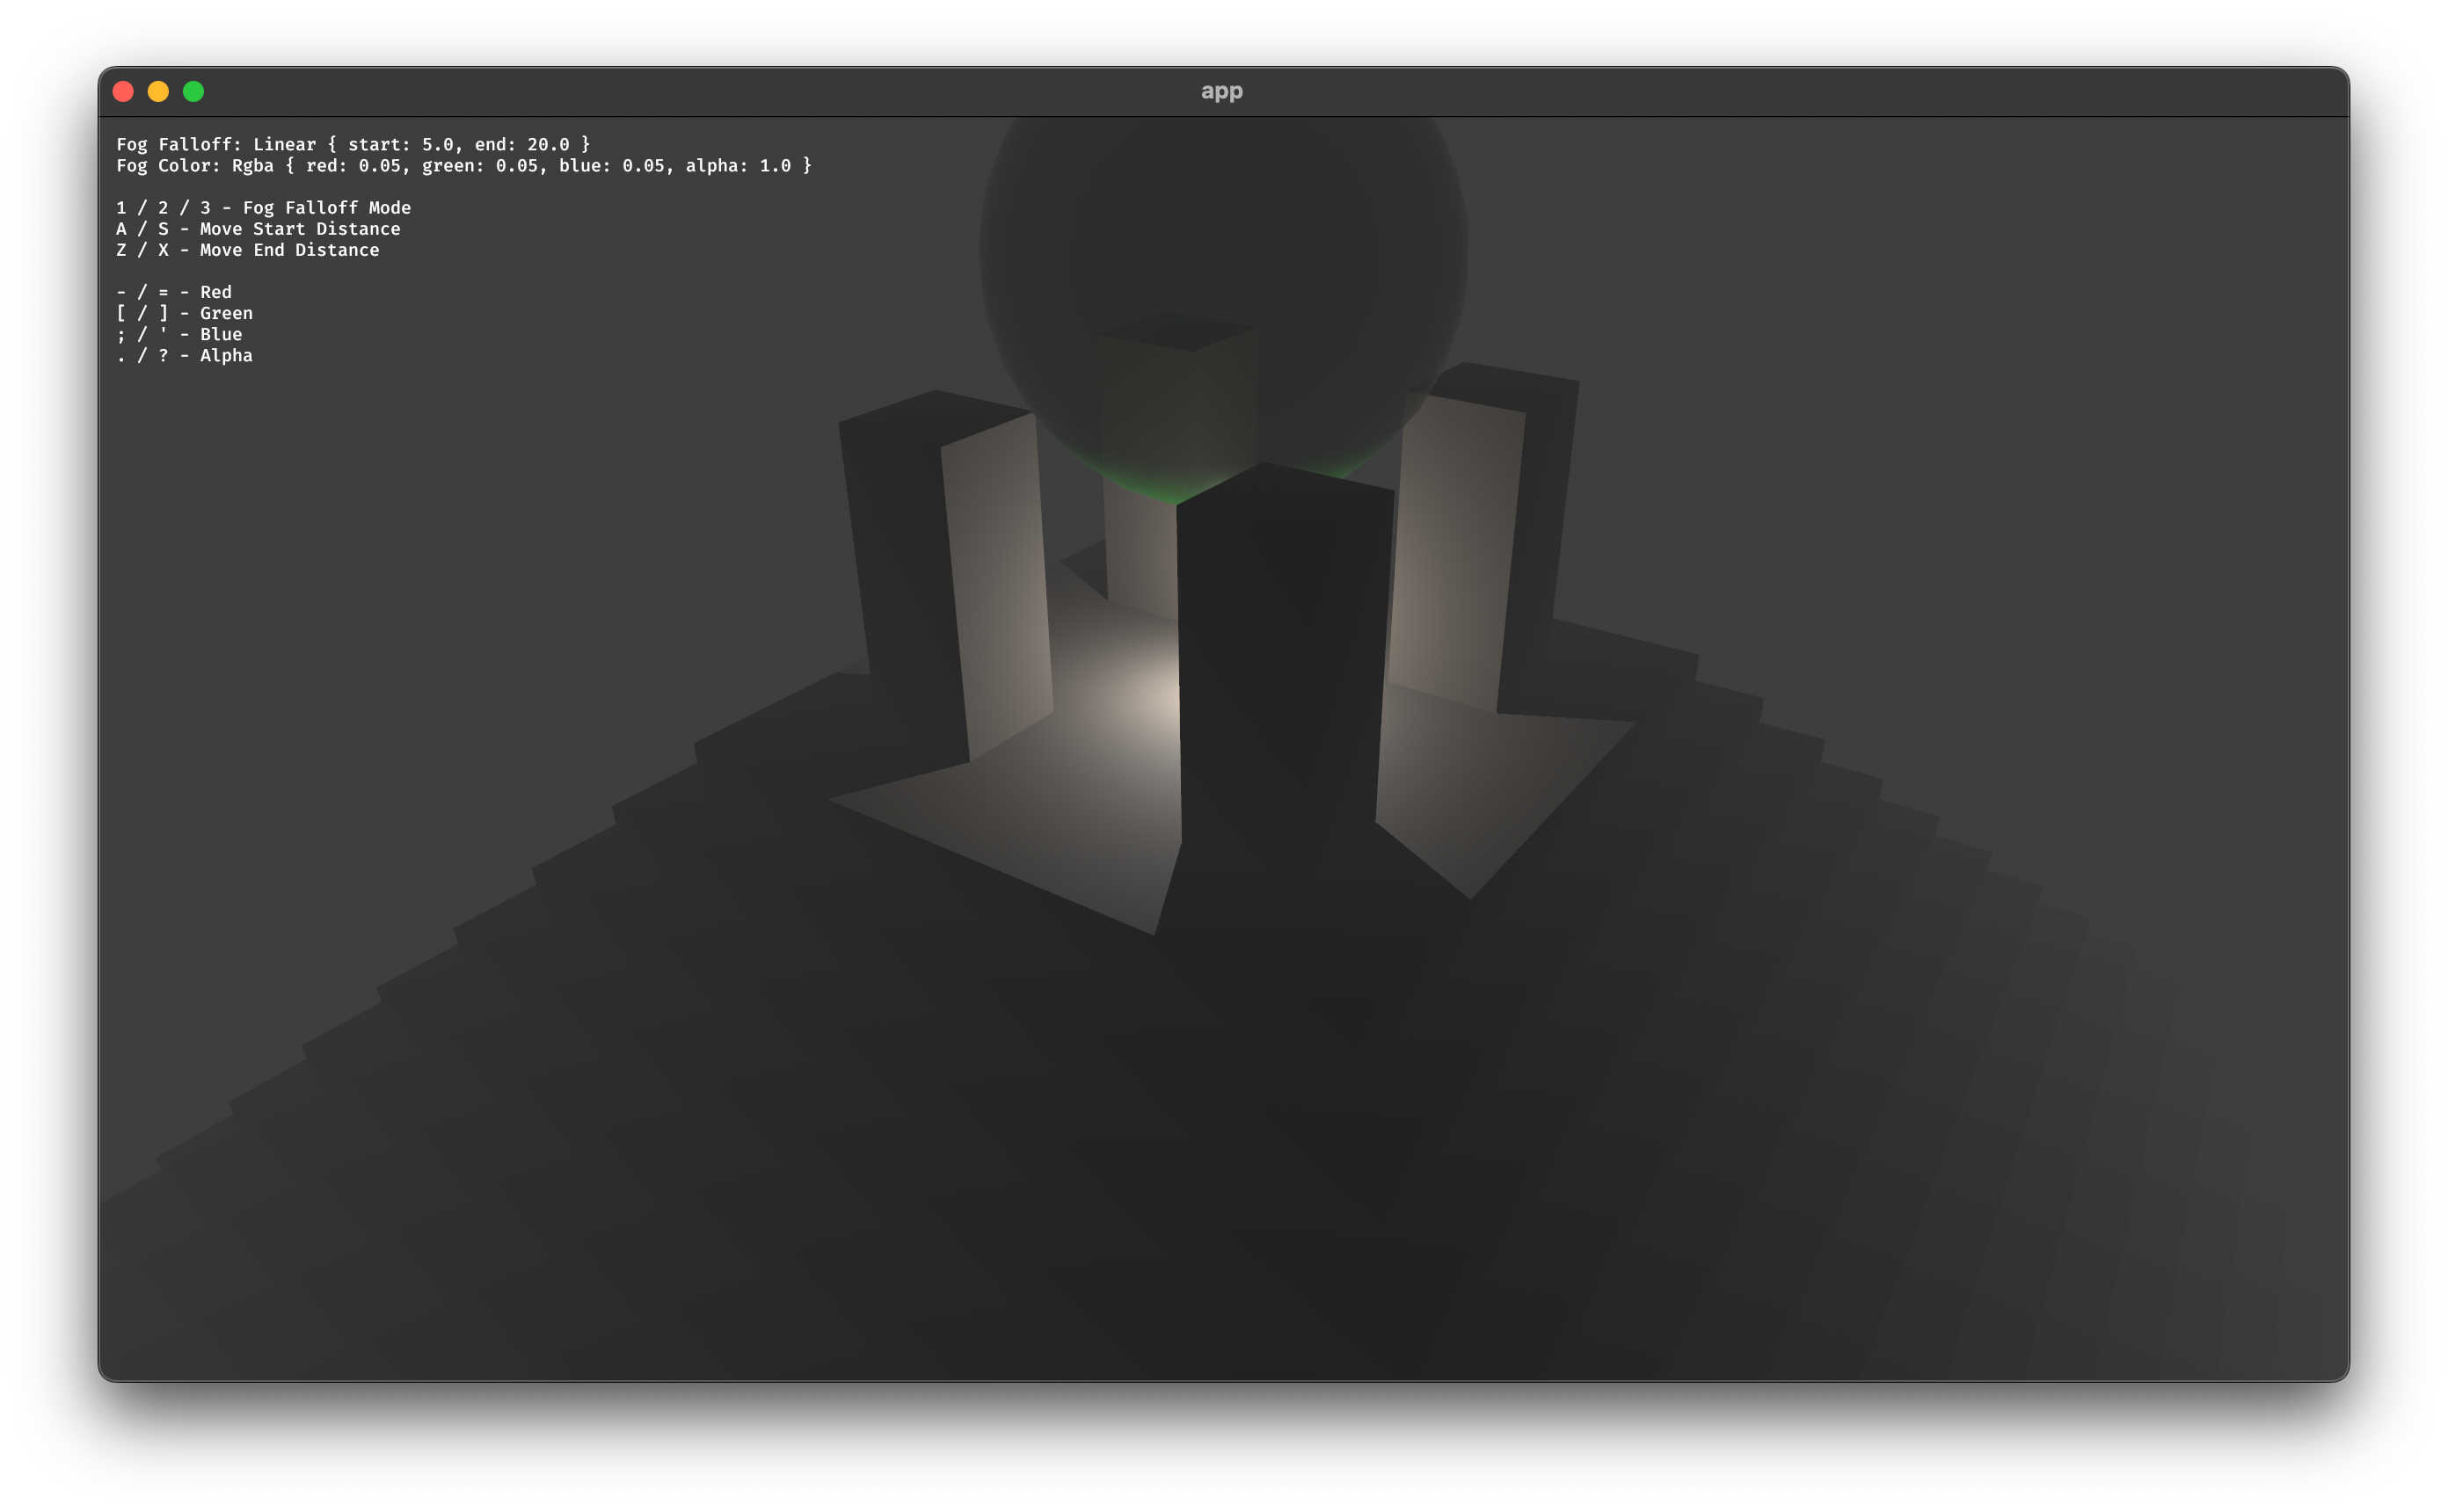 app
Fog Falloff: Linear { start: 5.0, end: 20.0 }
Fog Color: Rgba { red: 0.05, green: 0.05, blue: 0.05, alpha: 1.0 }
1 / 2 / 3 - Fog Falloff Mode
A / S - Move Start Distance
Z / X - Move End Distance
- / = - Red
[ / ] - Green
; / ' - Blue
. / ? - Alpha